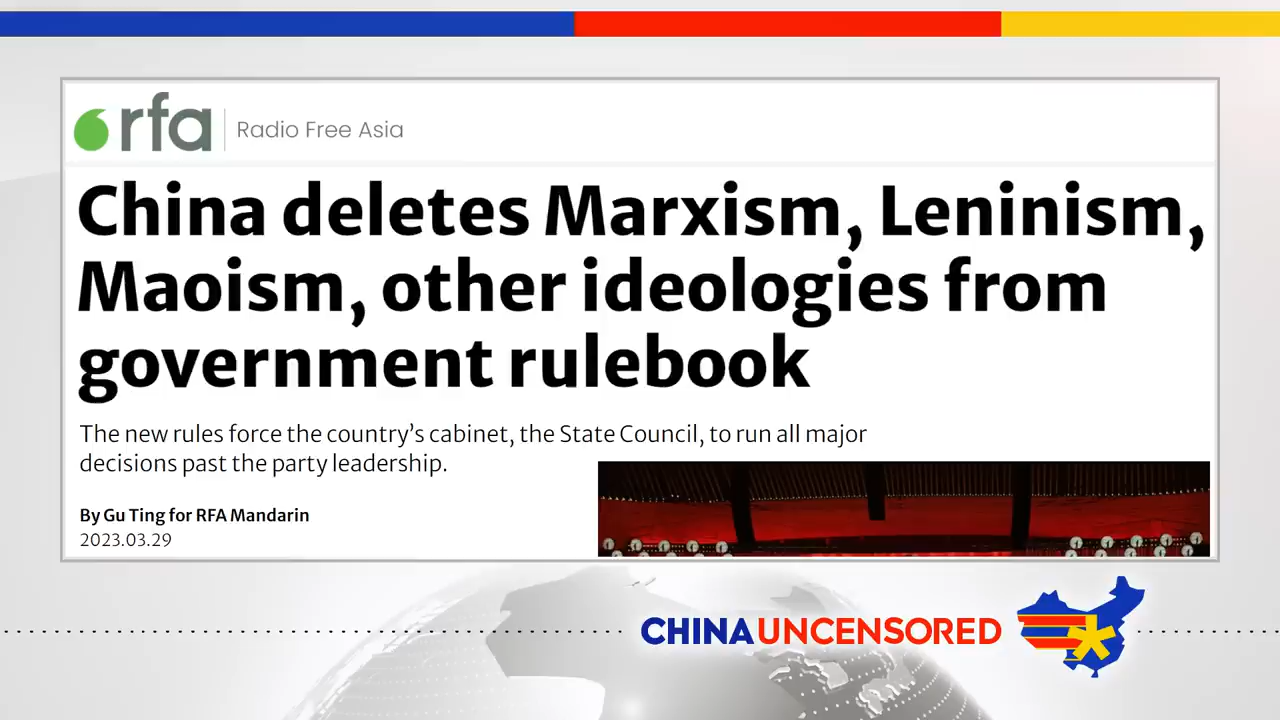 rfa Radio Free Asia
China deletes Marxism, Leninism,
Maoism, other ideologies from
government rulebook
The new rules force the country’s cabinet, the State Council, to run all major
decisions past the party leadership.
By Gu Ting for RFA Mandarin
2023.03.29
CHINA UNCENSORED